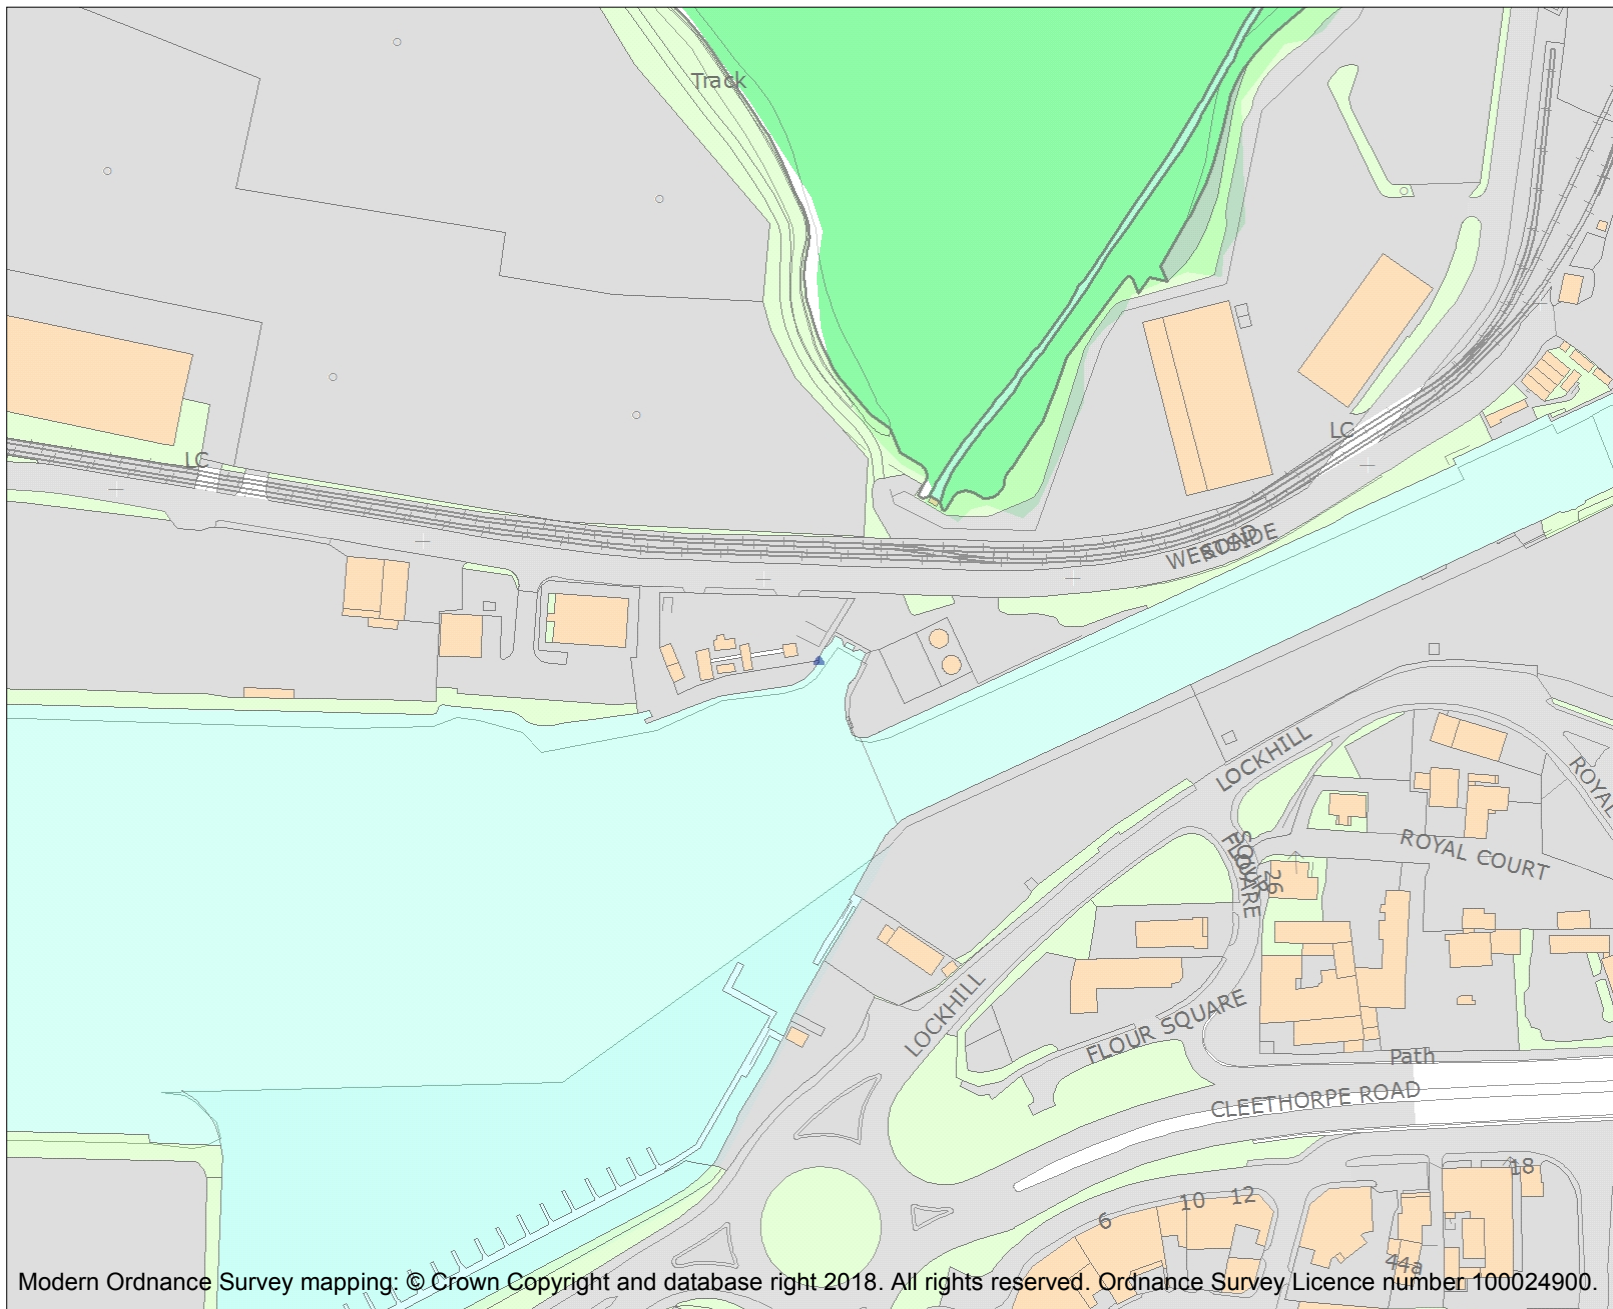 Track
LC
LC
WESTSIDE
ROAD
LOCKHILL
ROYAL
ROYAL COURT
FLOUR
SQUARE
26
LOCKHILL
FLOUR SQUARE
Path
CLEETHORPE ROAD
18
12
10
6
44a
Modern Ordnance Survey mapping: © Crown Copyright and database right 2018. All rights reserved. Ordnance Survey Licence number 100024900.